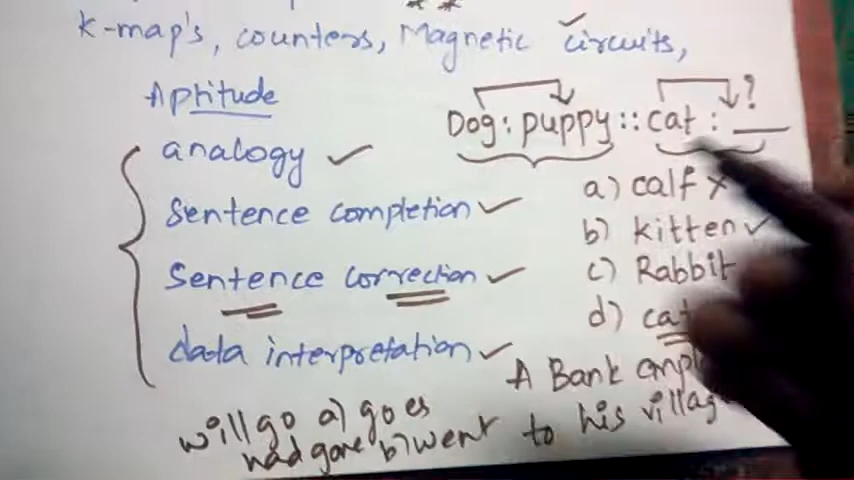 K-map's, counters, Magnetic circuits,
Aptitude
analogy
Sentence completion
Sentence correction
data interpretation
Dog: puppy :: cat : ___ ?
a) calf x
b) kitten
c) Rabbit
d) cat
A Bank
will go a) goes
had gone b) went to his